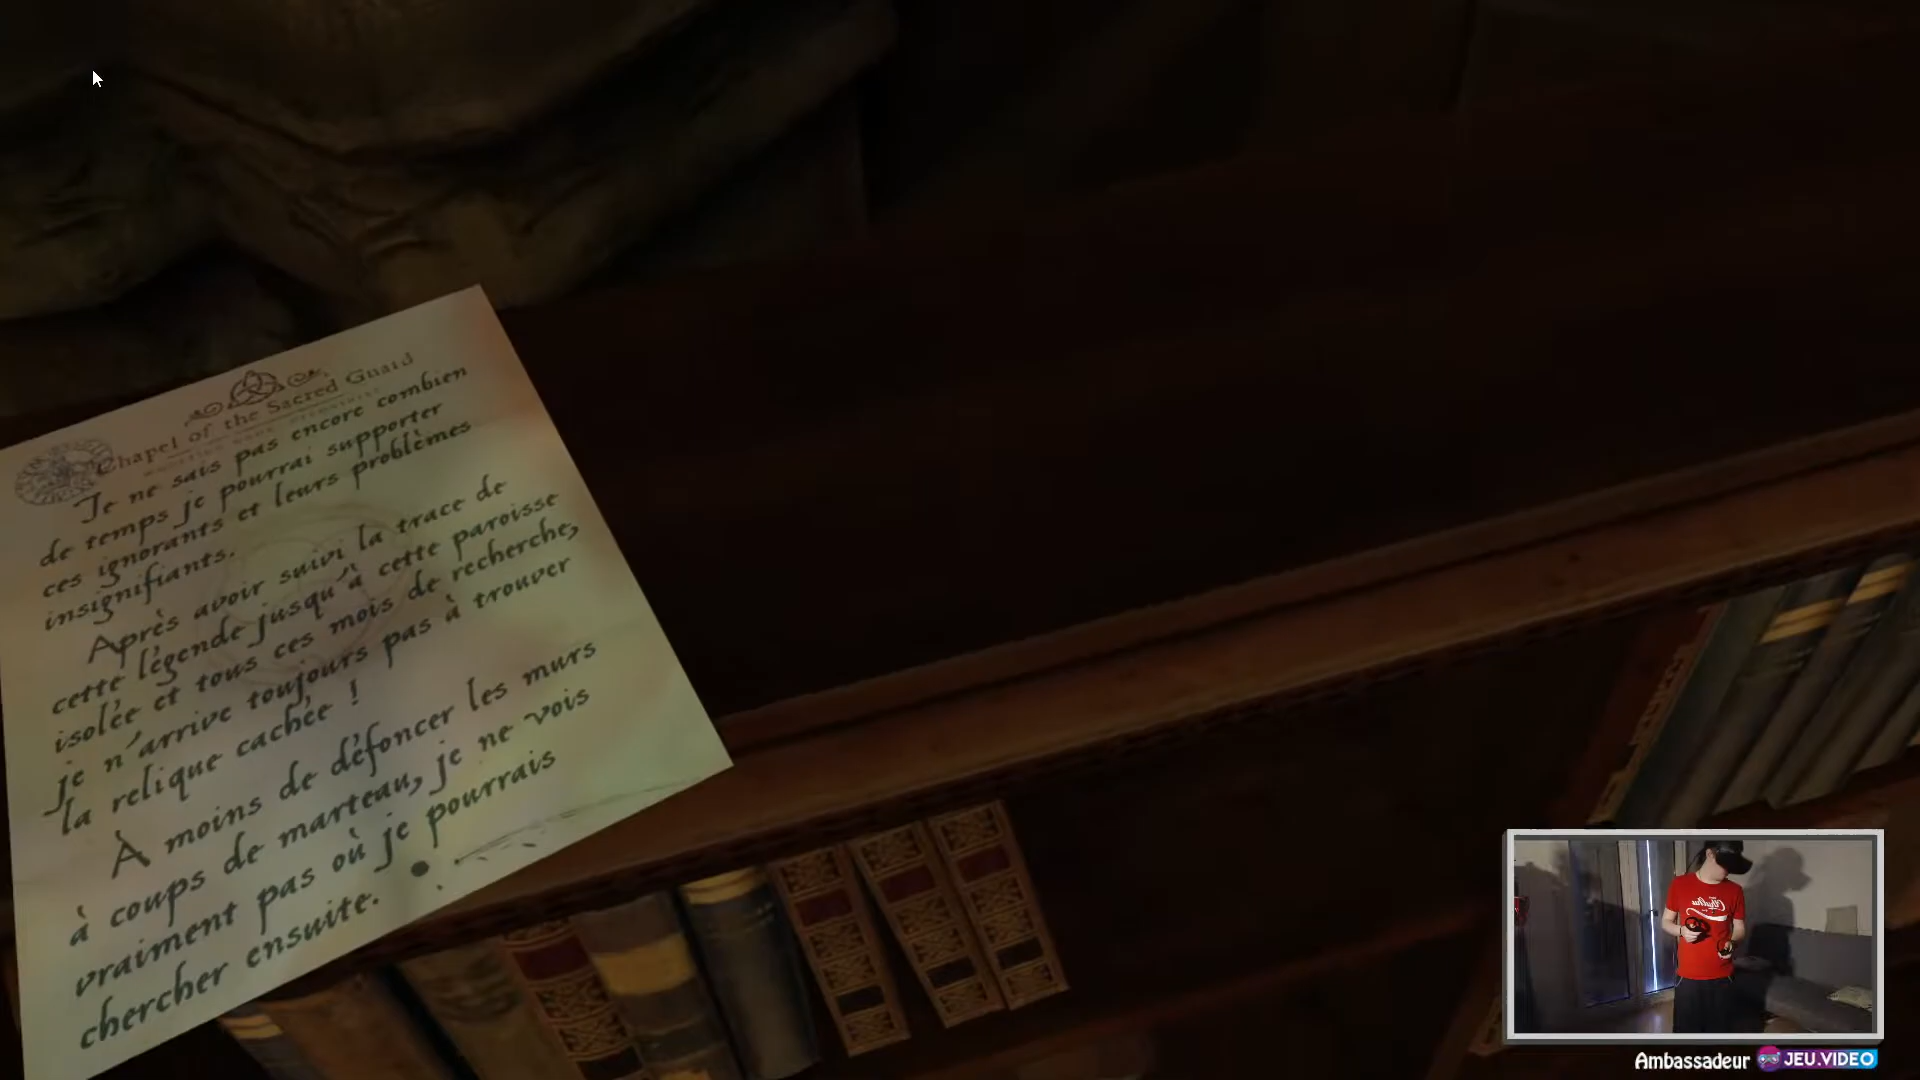 Chapel of the Sacred Guard
Je ne sais pas encore combien
de temps je pourrai supporter
ces ignorants et leurs problèmes
insignifiants.
Après avoir suivi la trace de
cette légende jusqu'à cette paroisse
isolée et tous ces mois de recherche,
je n'arrive toujours pas à trouver
la relique cachée !
À moins de défoncer les murs
à coups de marteau, je ne vois
vraiment pas où je pourrais
chercher ensuite.
Ambassadeur JEU.VIDEO